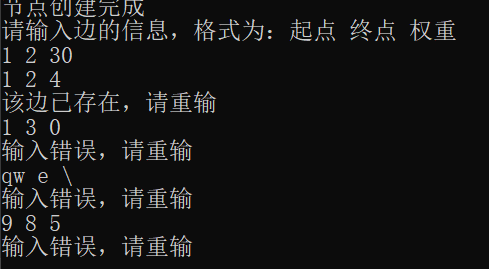 节点创建完成
请输入边的信息，格式为：起点 终点 权重
1 2 30
1 2 4
该边已存在，请重输
1 3 0
输入错误，请重输
qw e \
输入错误，请重输
9 8 5
输入错误，请重输